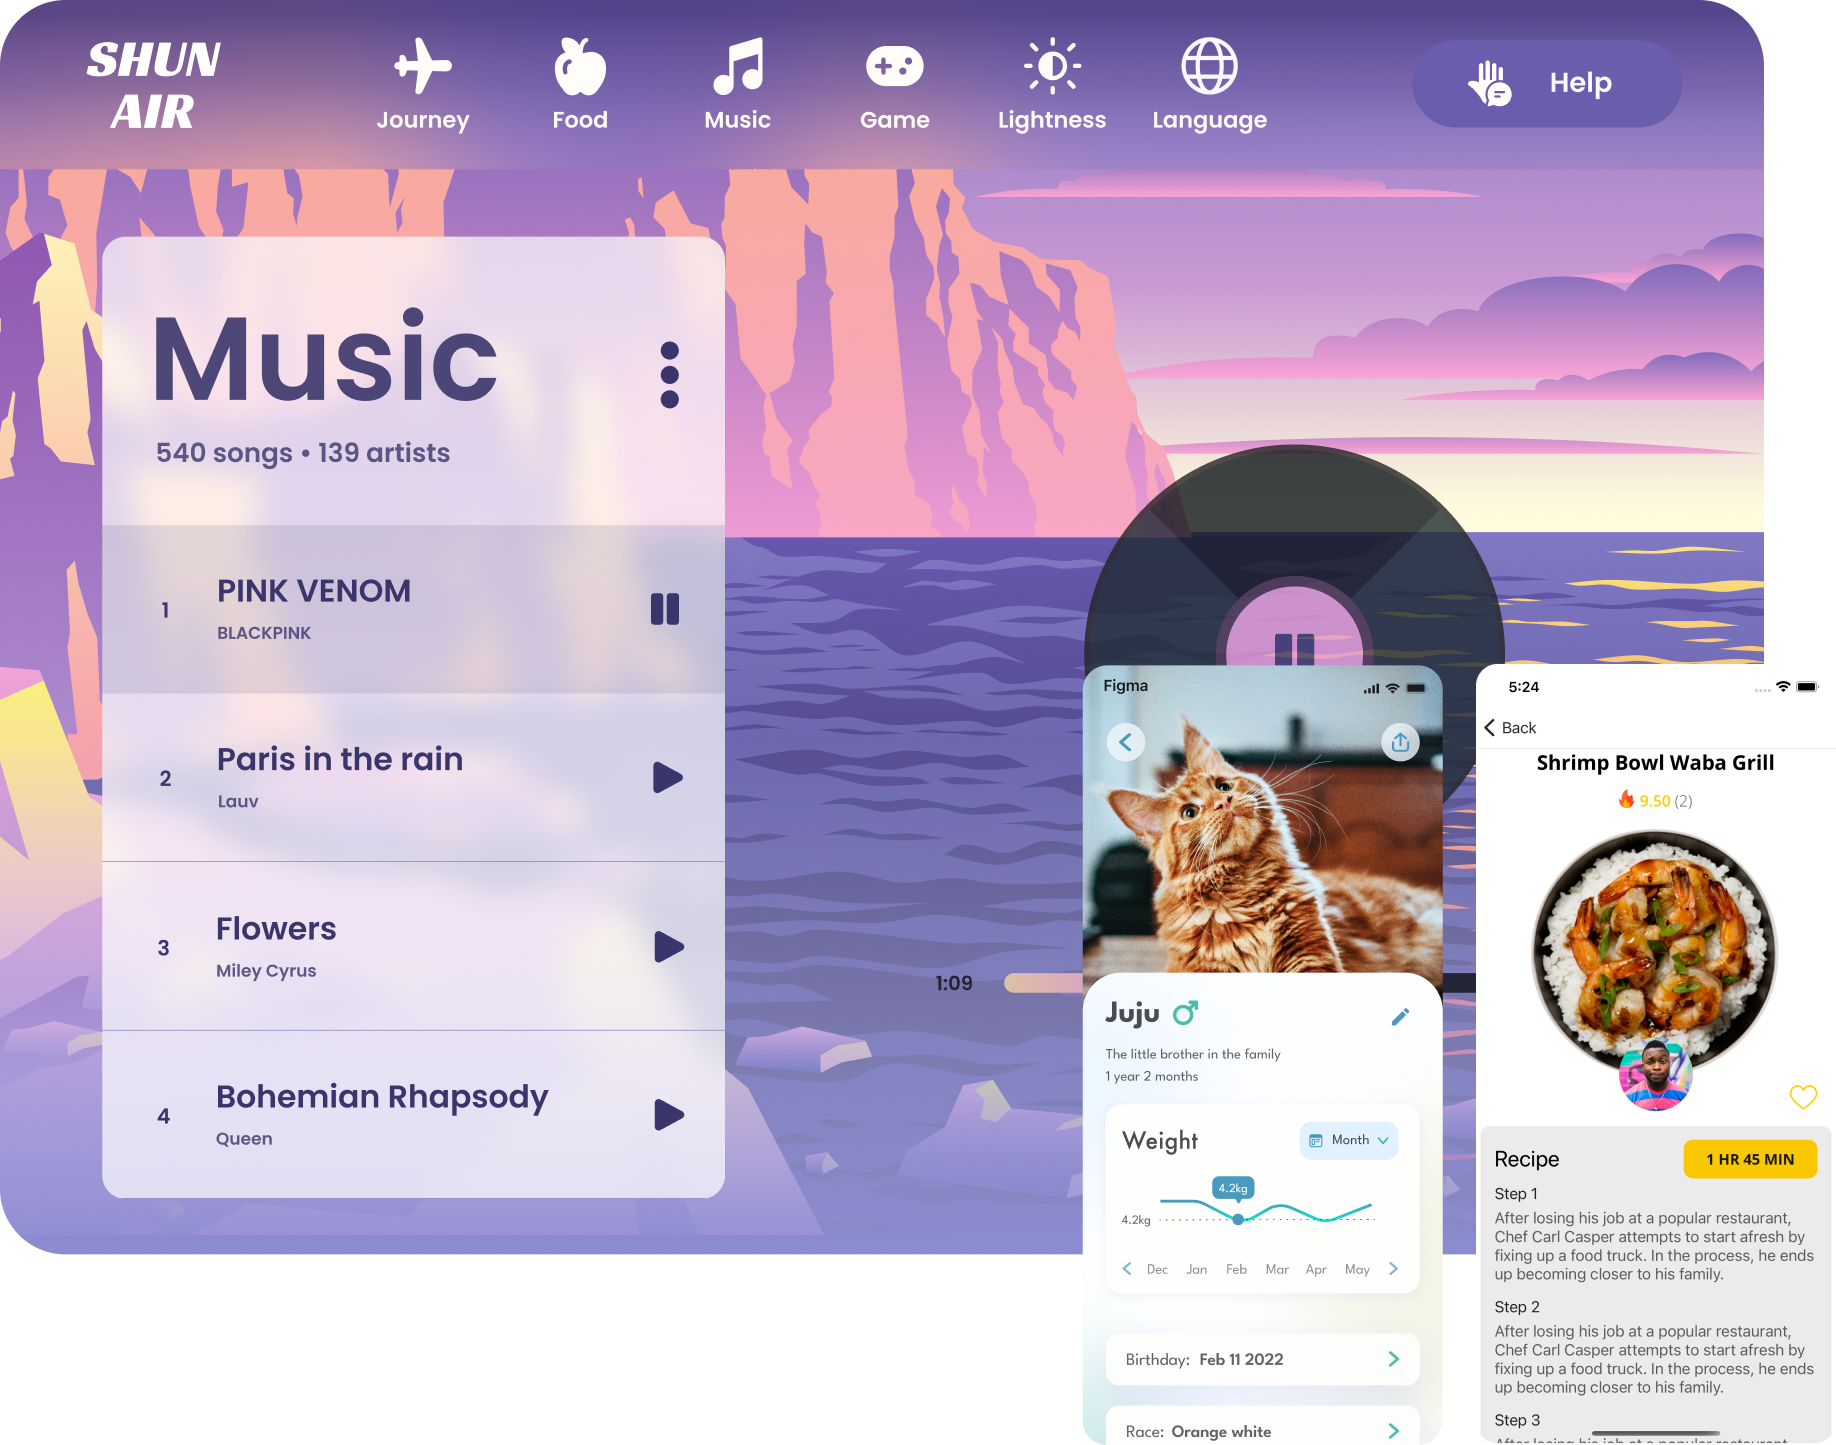 SHUN
AIR
Journey
Food
Music
Game
Lightness
Language
Help
Music
540 songs • 139 artists
1
PINK VENOM
BLACKPINK
2
Paris in the rain
Lauv
3
Flowers
Miley Cyrus
4
Bohemian Rhapsody
Queen
1:09
Figma
Juju
The little brother in the family
1 year 2 months
Weight
Month
4.2kg
4.2kg
Dec Jan Feb Mar Apr May
Birthday: Feb 11 2022
Race: Orange white
5:24
Back
Shrimp Bowl Waba Grill
9.50 (2)
Recipe
1 HR 45 MIN
Step 1
After losing his job at a popular restaurant,
Chef Carl Casper attempts to start afresh by
fixing up a food truck. In the process, he ends
up becoming closer to his family.
Step 2
After losing his job at a popular restaurant,
Chef Carl Casper attempts to start afresh by
fixing up a food truck. In the process, he ends
up becoming closer to his family.
Step 3
After losing his job at a popular restaurant,